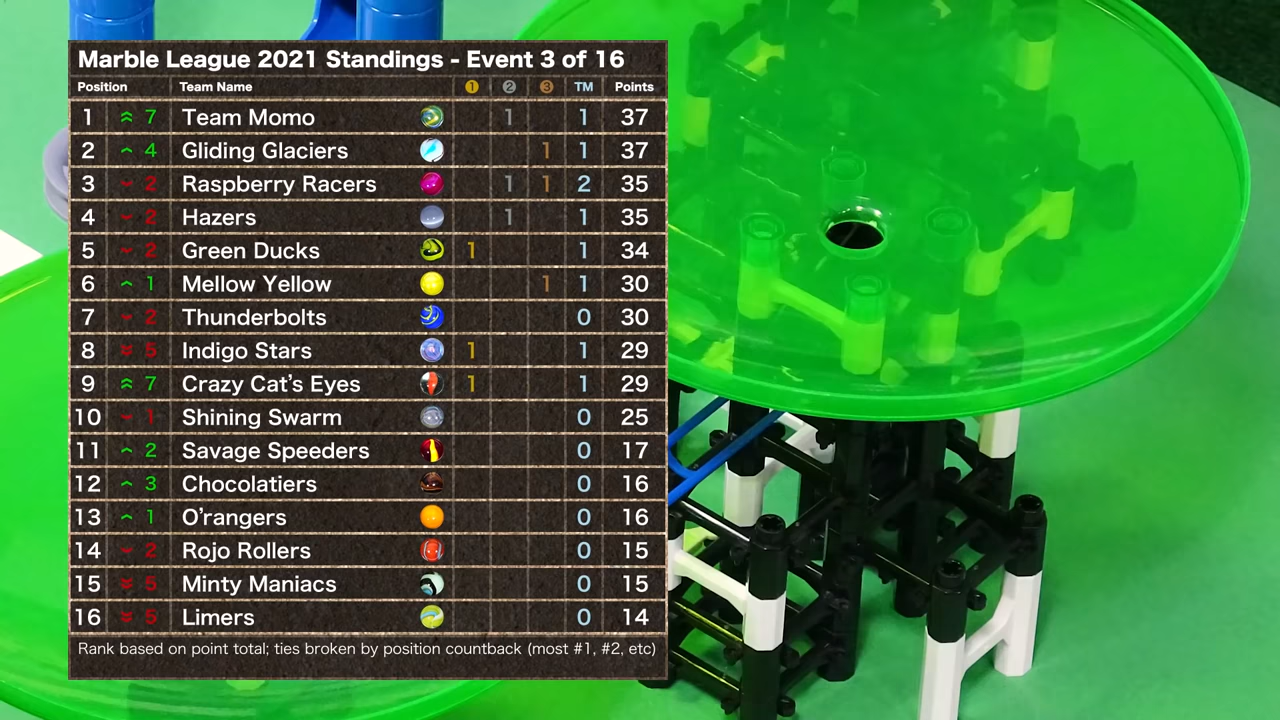 Marble League 2021 Standings - Event 3 of 16
Position Team Name 1 2 3 TM Points
1 7 Team Momo 1 1 37
2 4 Gliding Glaciers 1 1 37
3 2 Raspberry Racers 1 1 2 35
4 2 Hazers 1 1 35
5 2 Green Ducks 1 1 34
6 1 Mellow Yellow 1 1 30
7 2 Thunderbolts 0 30
8 5 Indigo Stars 1 1 29
9 7 Crazy Cat's Eyes 1 1 29
10 1 Shining Swarm 0 25
11 2 Savage Speeders 0 17
12 3 Chocolatiers 0 16
13 1 O'rangers 0 16
14 2 Rojo Rollers 0 15
15 5 Minty Maniacs 0 15
16 5 Limers 0 14
Rank based on point total; ties broken by position countback (most #1, #2, etc)